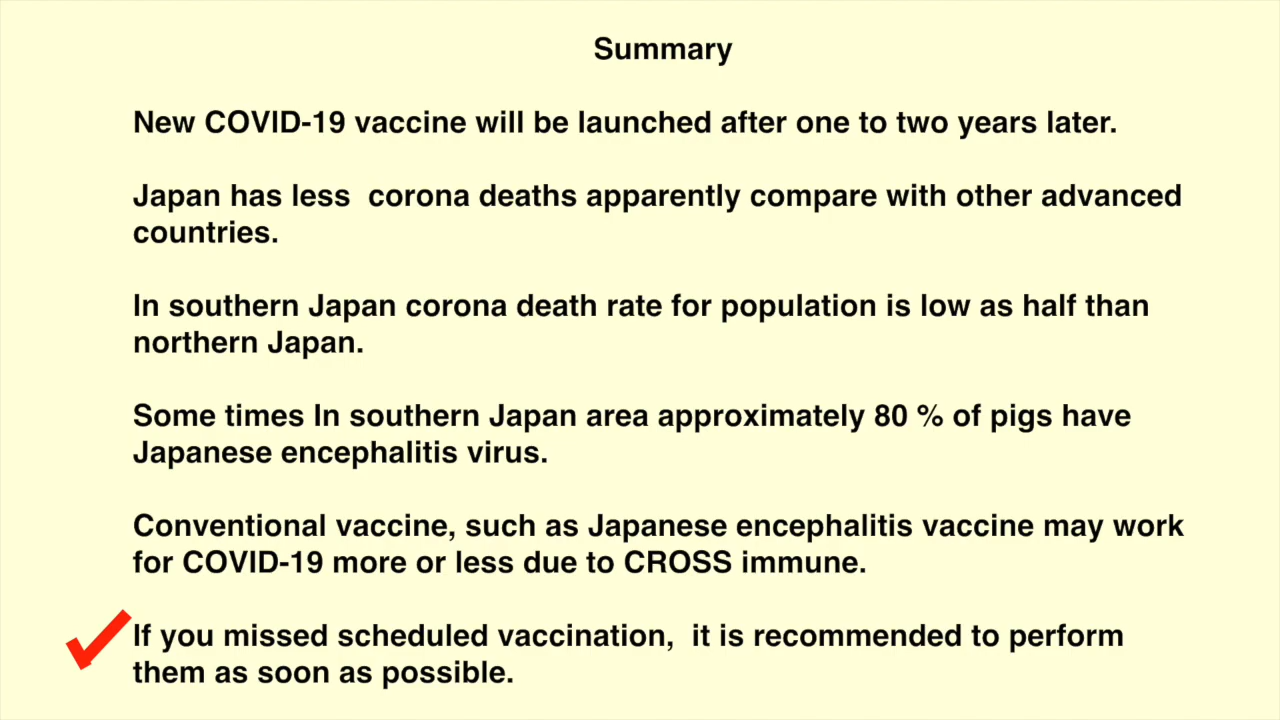 Summary
New COVID-19 vaccine will be launched after one to two years later.
Japan has less  corona deaths apparently compare with other advanced
countries.
In southern Japan corona death rate for population is low as half than
northern Japan.
Some times In southern Japan area approximately 80 % of pigs have
Japanese encephalitis virus.
Conventional vaccine, such as Japanese encephalitis vaccine may work
for COVID-19 more or less due to CROSS immune.
If you missed scheduled vaccination,  it is recommended to perform
them as soon as possible.